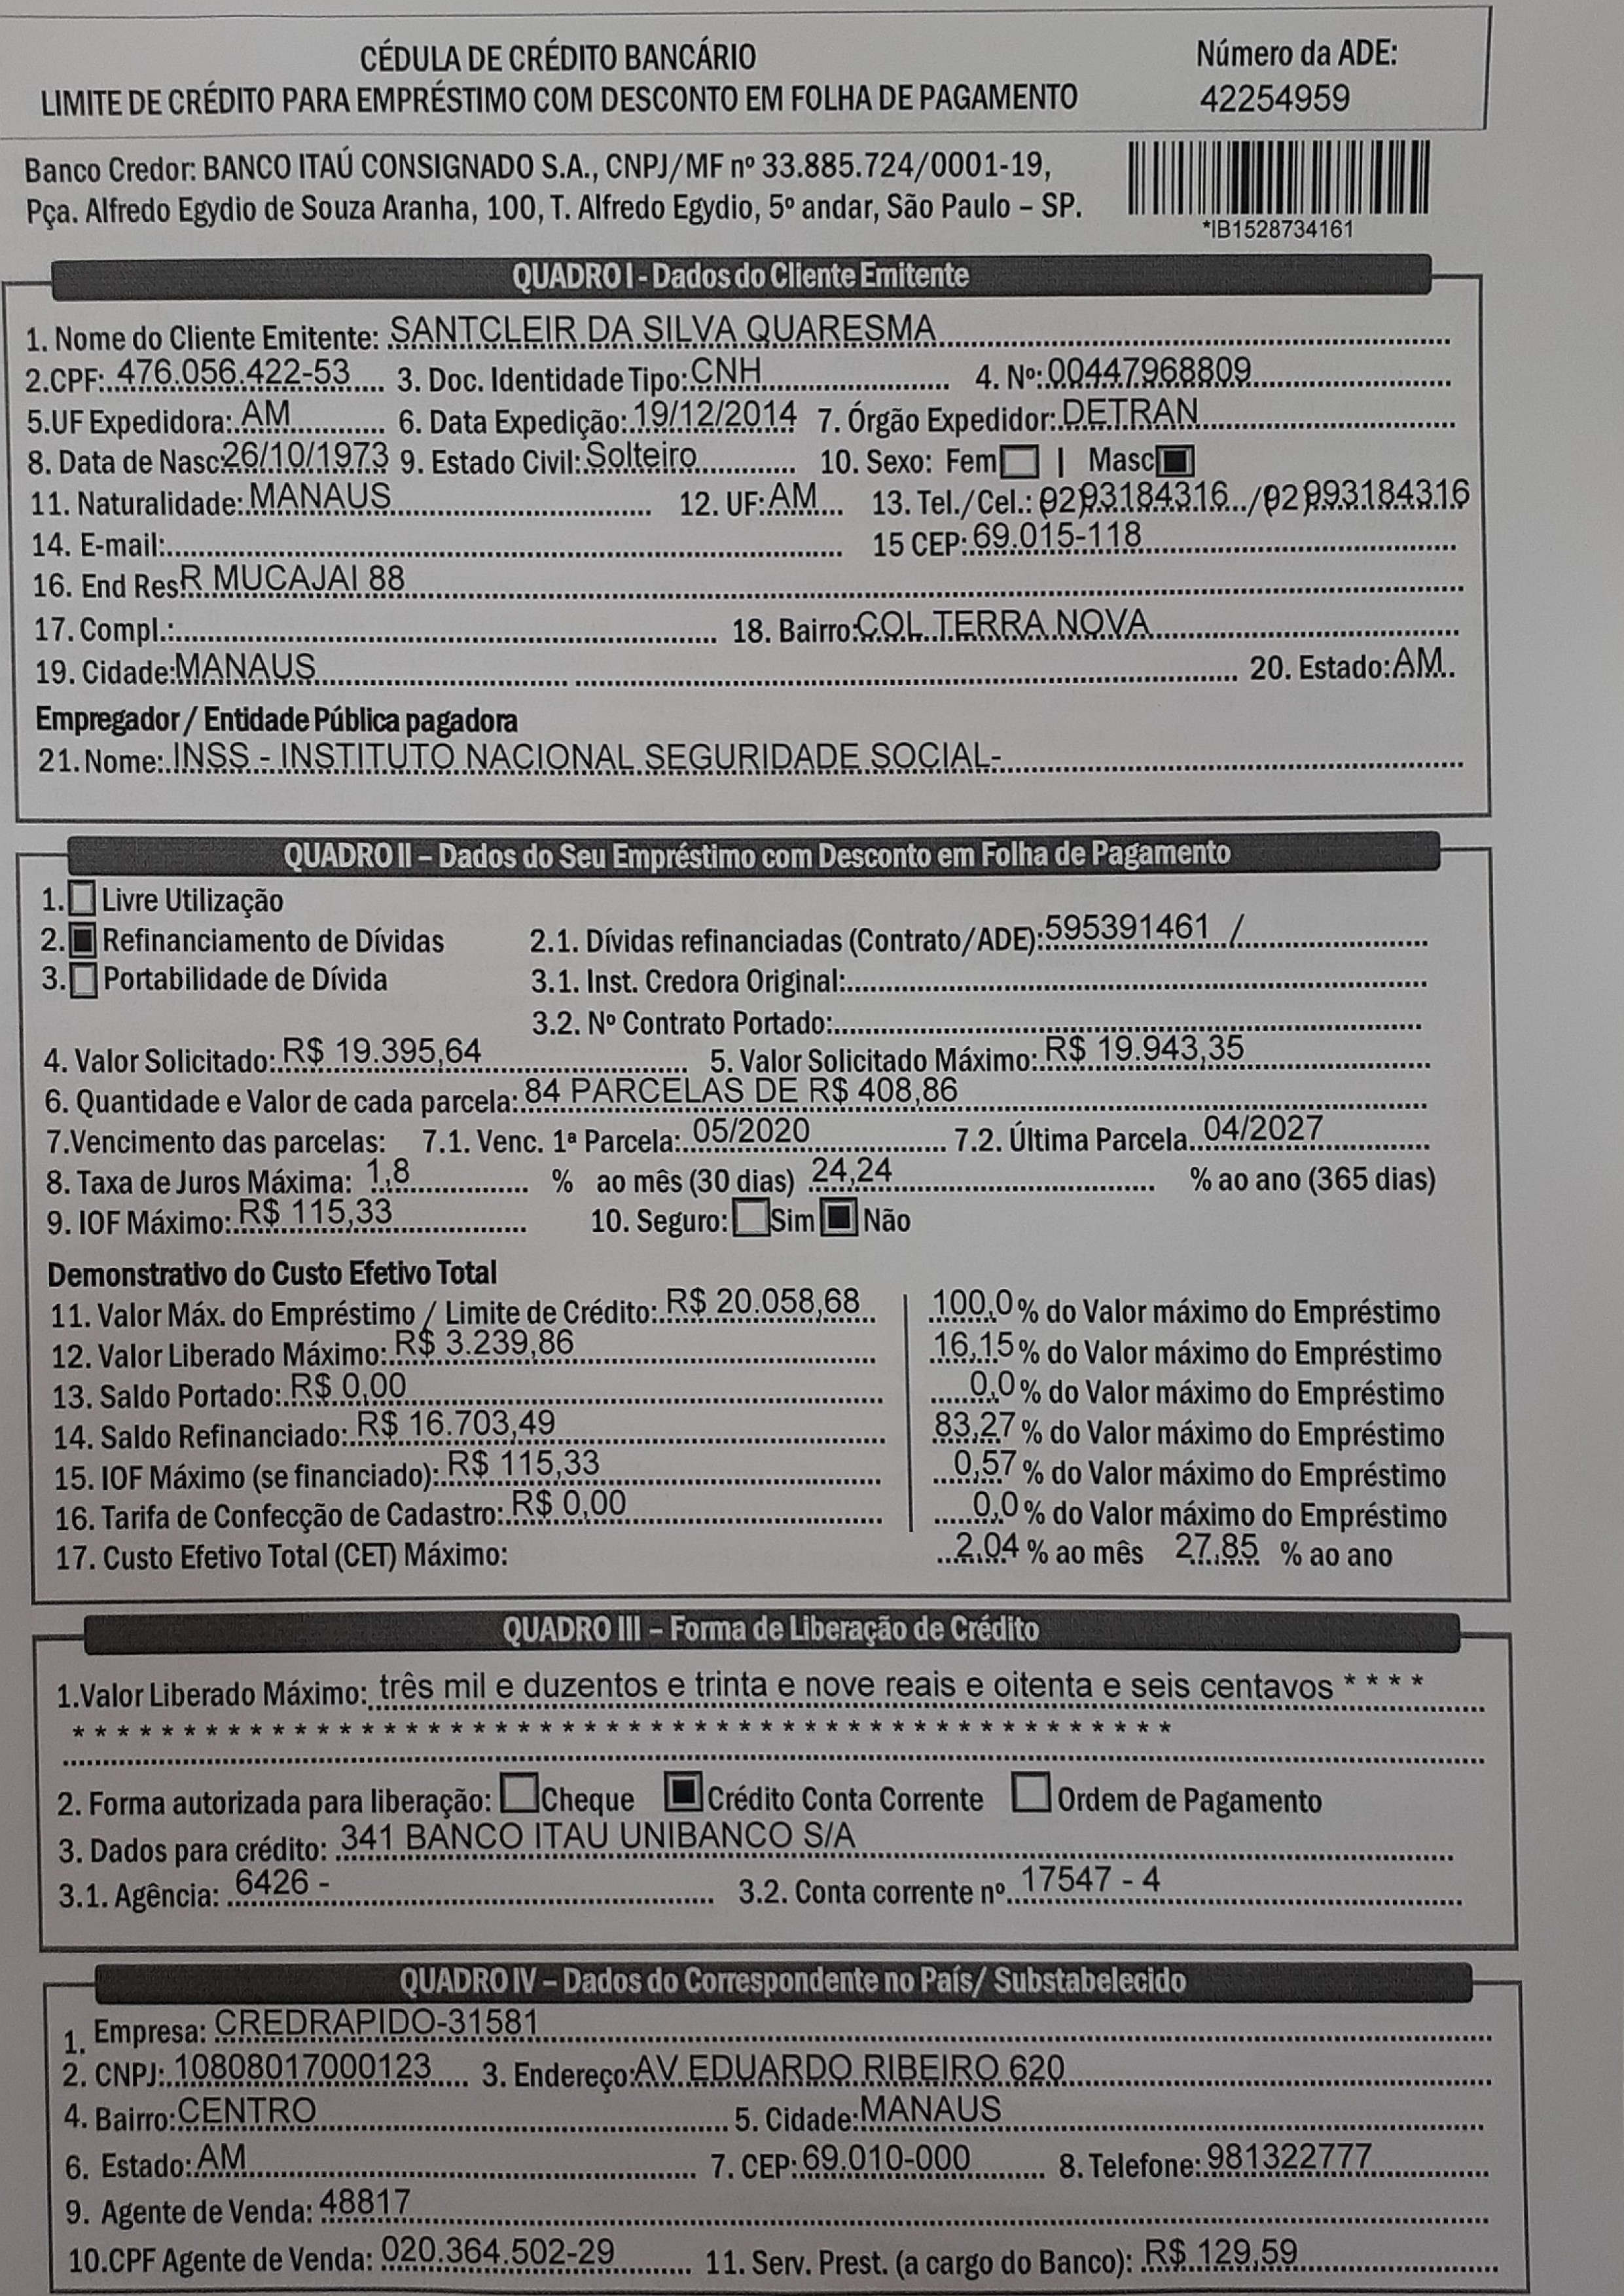 CÉDULA DE CRÉDITO BANCÁRIO
LIMITE DE CRÉDITO PARA EMPRÉSTIMO COM DESCONTO EM FOLHA DE PAGAMENTO
Número da ADE:
42254959
Banco Credor: BANCO ITAÚ CONSIGNADO S.A., CNPJ/MF nº 33.885.724/0001-19,
Pça. Alfredo Egydio de Souza Aranha, 100, T. Alfredo Egydio, 5º andar, São Paulo – SP.
*IB1528734161
QUADRO I - Dados do Cliente Emitente
1. Nome do Cliente Emitente: SANTCLEIR DA SILVA QUARESMA
2.CPF: 476.056.422-53 3. Doc. Identidade Tipo: CNH 4. Nº: 00447968809
5.UF Expedidora: AM 6. Data Expedição: 19/12/2014 7. Órgão Expedidor: DETRAN
8. Data de Nasc: 26/10/1973 9. Estado Civil: Solteiro 10. Sexo: Fem | Masc
11. Naturalidade: MANAUS 12. UF: AM 13. Tel./Cel.: (92)93184316 /(92)993184316
14. E-mail: 15 CEP: 69.015-118
16. End Res: R MUCAJAI 88
17. Compl.: 18. Bairro: COL TERRA NOVA
19. Cidade: MANAUS 20. Estado: AM
Empregador / Entidade Pública pagadora
21. Nome: INSS - INSTITUTO NACIONAL SEGURIDADE SOCIAL-
QUADRO II – Dados do Seu Empréstimo com Desconto em Folha de Pagamento
1. Livre Utilização
2. Refinanciamento de Dívidas 2.1. Dívidas refinanciadas (Contrato/ADE): 595391461 /
3. Portabilidade de Dívida 3.1. Inst. Credora Original:
3.2. Nº Contrato Portado:
4. Valor Solicitado: R$ 19.395,64 5. Valor Solicitado Máximo: R$ 19.943,35
6. Quantidade e Valor de cada parcela: 84 PARCELAS DE R$ 408,86
7.Vencimento das parcelas: 7.1. Venc. 1ª Parcela: 05/2020 7.2. Última Parcela 04/2027
8. Taxa de Juros Máxima: 1,8 % ao mês (30 dias) 24,24 % ao ano (365 dias)
9. IOF Máximo: R$ 115,33 10. Seguro: Sim Não
Demonstrativo do Custo Efetivo Total
11. Valor Máx. do Empréstimo / Limite de Crédito: R$ 20.058,68 100,0 % do Valor máximo do Empréstimo
12. Valor Liberado Máximo: R$ 3.239,86 16,15 % do Valor máximo do Empréstimo
13. Saldo Portado: R$ 0,00 0,0 % do Valor máximo do Empréstimo
14. Saldo Refinanciado: R$ 16.703,49 83,27 % do Valor máximo do Empréstimo
15. IOF Máximo (se financiado): R$ 115,33 0,57 % do Valor máximo do Empréstimo
16. Tarifa de Confecção de Cadastro: R$ 0,00 0,0 % do Valor máximo do Empréstimo
17. Custo Efetivo Total (CET) Máximo: 2,04 % ao mês 27,85 % ao ano
QUADRO III – Forma de Liberação de Crédito
1.Valor Liberado Máximo: três mil e duzentos e trinta e nove reais e oitenta e seis centavos * * * *
* * * * * * * * * * * * * * * * * * * * * * * * * * * * * * * * * * * * * * * * * * * * * * * * * *
2. Forma autorizada para liberação: Cheque Crédito Conta Corrente Ordem de Pagamento
3. Dados para crédito: 341 BANCO ITAU UNIBANCO S/A
3.1. Agência: 6426 - 3.2. Conta corrente nº 17547 - 4
QUADRO IV – Dados do Correspondente no País/ Substabelecido
1. Empresa: CREDRAPIDO-31581
2. CNPJ: 10808017000123 3. Endereço: AV EDUARDO RIBEIRO 620
4. Bairro: CENTRO 5. Cidade: MANAUS
6. Estado: AM 7. CEP: 69.010-000 8. Telefone: 981322777
9. Agente de Venda: 48817
10.CPF Agente de Venda: 020.364.502-29 11. Serv. Prest. (a cargo do Banco): R$ 129,59